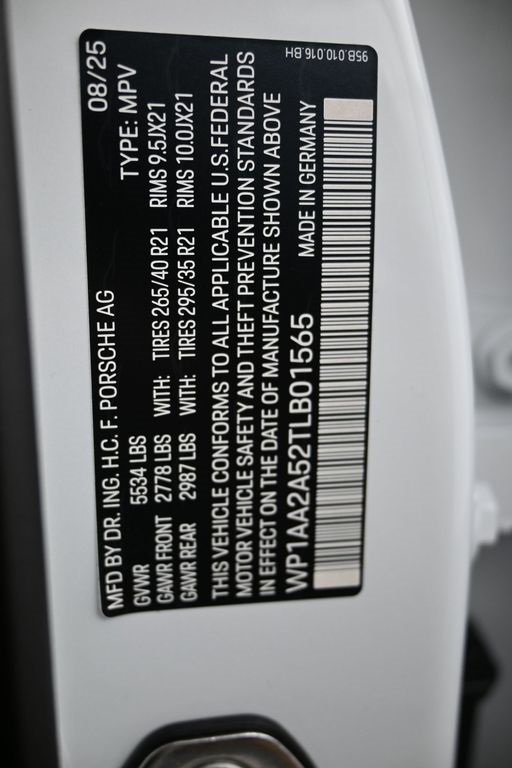 95B.010.016.BH
MFD BY DR. ING. H.C. F. PORSCHE AG 08/25
GVWR 5534 LBS TYPE: MPV
GAWR FRONT 2778 LBS WITH: TIRES 265/40 R21 RIMS 9.5JX21
GAWR REAR 2987 LBS WITH: TIRES 295/35 R21 RIMS 10.0JX21
THIS VEHICLE CONFORMS TO ALL APPLICABLE U.S.FEDERAL
MOTOR VEHICLE SAFETY AND THEFT PREVENTION STANDARDS
IN EFFECT ON THE DATE OF MANUFACTURE SHOWN ABOVE
WP1AA2A52TLB01565 MADE IN GERMANY